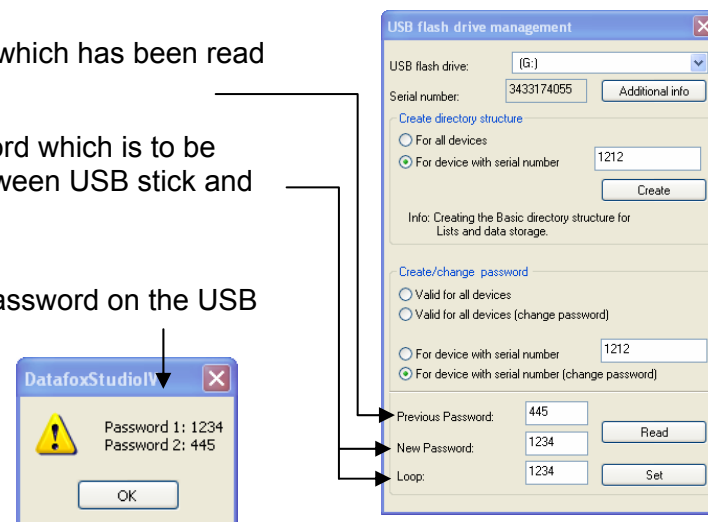 which has been read
ord which is to be
ween USB stick and
assword on the USB
DatafoxStudioIV
Password 1: 1234
Password 2: 445
OK
USB flash drive management
USB flash drive: (G:)
Serial number: 3433174055 Additional info
Create directory structure
For all devices
For device with serial number 1212
Create
Info: Creating the Basic directory structure for
Lists and data storage.
Create/change password
Valid for all devices
Valid for all devices (change password)
For device with serial number 1212
For device with serial number (change password)
Previous Password: 445
Read
New Password: 1234
Loop: 1234 Set